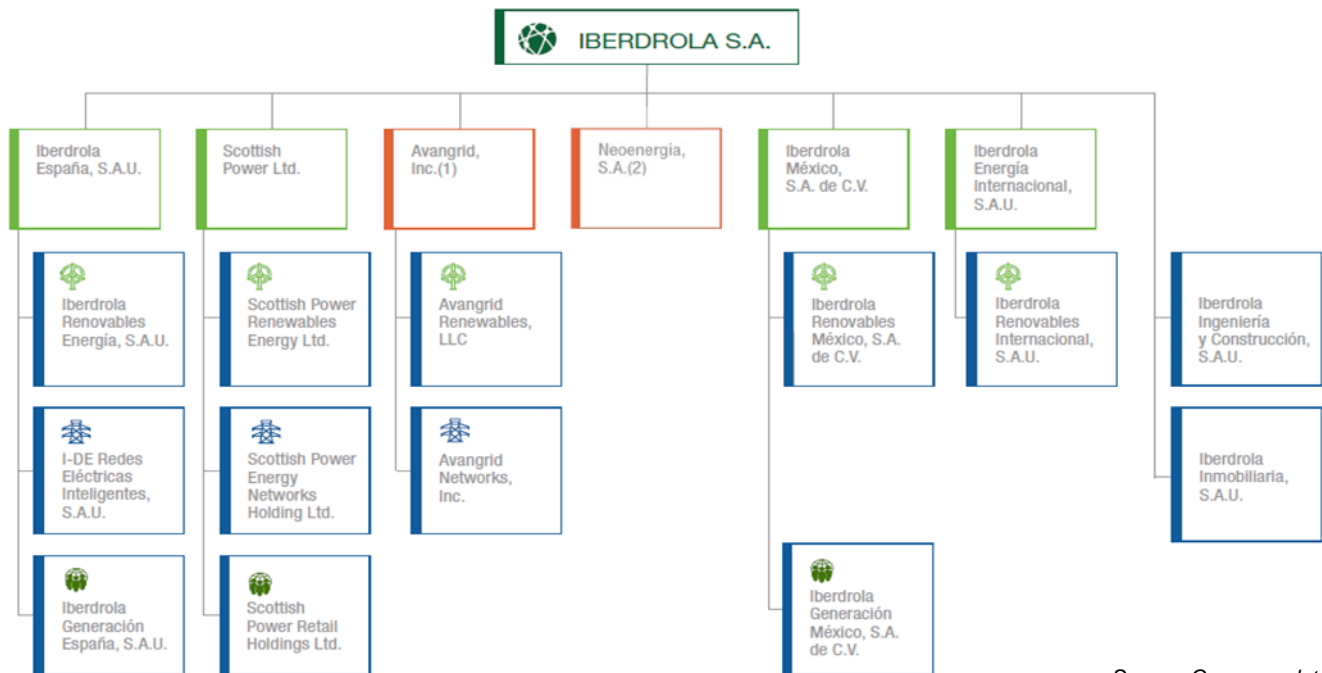 IBERDROLA S.A.
Iberdrola
España, S.A.U.
Scottish
Power Ltd.
Avangrid,
Inc.(1)
Neoenergia,
S.A.(2)
Iberdrola
México,
S.A. de C.V.
Iberdrola
Energía
Internacional,
S.A.U.
Iberdrola
Renovables
Energía, S.A.U.
Scottish Power
Renewables
Energy Ltd.
Avangrid
Renewables,
LLC
Iberdrola
Renovables
México, S.A.
de C.V.
Iberdrola
Renovables
Internacional,
S.A.U.
Iberdrola
Ingeniería
y Construcción,
S.A.U.
I-DE Redes
Eléctricas
Inteligentes,
S.A.U.
Scottish Power
Energy
Networks
Holding Ltd.
Avangrid
Networks,
Inc.
Iberdrola
Inmobiliaria,
S.A.U.
Iberdrola
Generación
España, S.A.U.
Scottish
Power Retail
Holdings Ltd.
Iberdrola
Generación
México, S.A.
de C.V.